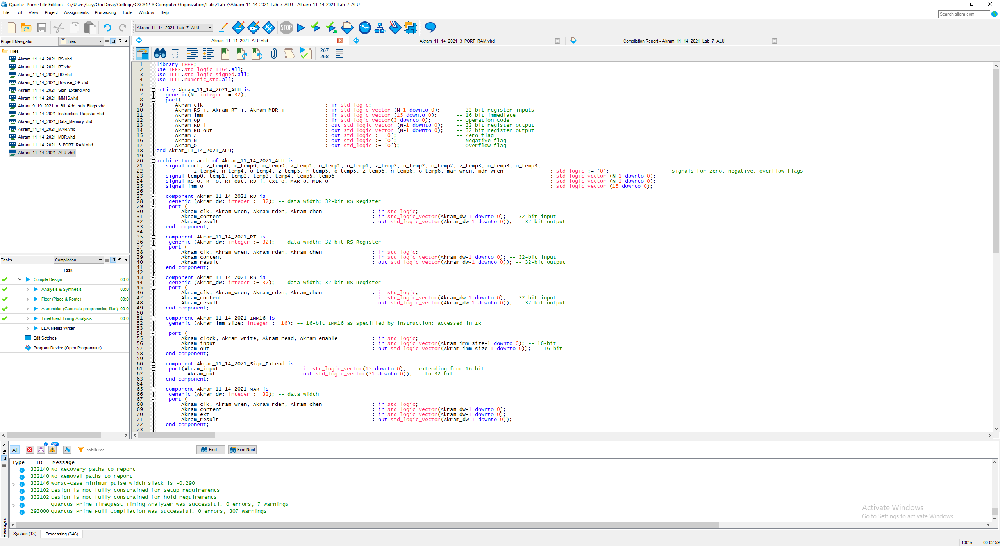 Quartus Prime Lite Edition - C:/Users/Izzy/OneDrive/College/CSC342_3 Computer Organization/Labs/Lab 7/Akram_11_14_2021_Lab_7_ALU - Akram_11_14_2021_Lab_7_ALU
File Edit View Project Assignments Processing Tools Window Help
Search altera.com
STOP
Akram_11_14_2021_Lab_7_ALU
Project Navigator Files
Files
Akram_11_14_2021_RS.vhd
Akram_11_14_2021_RT.vhd
Akram_11_14_2021_RD.vhd
Akram_11_14_2021_Bitwise_OP.vhd
Akram_11_14_2021_Sign_Extend.vhd
Akram_11_14_2021_IMM16.vhd
Akram_9_19_2021_n_Bit_Add_sub_Flags.vhd
Akram_11_14_2021_Instruction_Register.vhd
Akram_11_14_2021_Data_Memory.vhd
Akram_11_14_2021_MAR.vhd
Akram_11_14_2021_MDR.vhd
Akram_11_14_2021_3_PORT_RAM.vhd
Akram_11_14_2021_ALU.vhd
Tasks Compilation
Task
Compile Design 00:02
Analysis & Synthesis 00:00
Fitter (Place & Route) 00:02
Assembler (Generate programming files) 00:00
TimeQuest Timing Analysis 00:00
EDA Netlist Writer
Edit Settings
Program Device (Open Programmer)
Akram_11_14_2021_ALU.vhd Akram_11_14_2021_3_PORT_RAM.vhd Compilation Report - Akram_11_14_2021_Lab_7_ALU
267
268
1 library IEEE;
2 use IEEE.std_logic_1164.all;
3 use IEEE.std_logic_signed.all;
4 use IEEE.numeric_std.all;
5
6 entity Akram_11_14_2021_ALU is
7 generic(N: integer := 32);
8 port(
9 Akram_clk : in std_logic;
10 Akram_RS_i, Akram_RT_i, Akram_MDR_i : in std_logic_vector (N-1 downto 0); -- 32 bit register inputs
11 Akram_imm : in std_logic_vector (15 downto 0); -- 16 bit immediate
12 Akram_op : in std_logic_vector(3 downto 0); -- Operation Code
13 Akram_RD_i : out std_logic_vector (N-1 downto 0); -- 32 bit register output
14 Akram_RD_out : out std_logic_vector (N-1 downto 0); -- 32 bit register output
15 Akram_Z : out std_logic := '0'; -- Zero flag
16 Akram_N : out std_logic := '0'; -- Negative flag
17 Akram_O : out std_logic := '0'); -- Overflow flag
18 end Akram_11_14_2021_ALU;
19
20 architecture arch of Akram_11_14_2021_ALU is
21 signal cout, z_temp0, n_temp0, o_temp0, z_temp1, n_temp1, o_temp1, z_temp2, n_temp2, o_temp2, z_temp3, n_temp3, o_temp3,
22 z_temp4, n_temp4, o_temp4, z_temp5, n_temp5, o_temp5, z_temp6, n_temp6, o_temp6, mar_wren, mdr_wren : std_logic := '0'; -- signals for zero, negative, overflow flags
23 signal temp0, temp1, temp2, temp3, temp4, temp5, temp6 : std_logic_vector (N-1 downto 0);
24 signal RS_o, RT_o, RT_out, RD_i, ext_o, MAR_o, MDR_o : std_logic_vector (N-1 downto 0);
25 signal imm_o : std_logic_vector (15 downto 0);
26
27 component Akram_11_14_2021_RD is
28 generic (Akram_dw: integer := 32); -- data width; 32-bit RS Register
29 port (
30 Akram_clk, Akram_wren, Akram_rden, Akram_chen : in std_logic;
31 Akram_content : in std_logic_vector(Akram_dw-1 downto 0); -- 32-bit input
32 Akram_result : out std_logic_vector(Akram_dw-1 downto 0)); -- 32-bit output
33 end component;
34
35 component Akram_11_14_2021_RT is
36 generic (Akram_dw: integer := 32); -- data width; 32-bit RS Register
37 port (
38 Akram_clk, Akram_wren, Akram_rden, Akram_chen : in std_logic;
39 Akram_content : in std_logic_vector(Akram_dw-1 downto 0); -- 32-bit input
40 Akram_result : out std_logic_vector(Akram_dw-1 downto 0)); -- 32-bit output
41 end component;
42
43 component Akram_11_14_2021_RS is
44 generic (Akram_dw: integer := 32); -- data width; 32-bit RS Register
45 port (
46 Akram_clk, Akram_wren, Akram_rden, Akram_chen : in std_logic;
47 Akram_content : in std_logic_vector(Akram_dw-1 downto 0); -- 32-bit input
48 Akram_result : out std_logic_vector(Akram_dw-1 downto 0)); -- 32-bit output
49 end component;
50
51 component Akram_11_14_2021_IMM16 is
52 generic (Akram_imm_size: integer := 16); -- 16-bit IMM16 as specified by instruction; accessed in IR
53
54 port (
55 Akram_clock, Akram_write, Akram_read, Akram_enable : in std_logic;
56 Akram_input : in std_logic_vector(Akram_imm_size-1 downto 0); -- 16-bit
57 Akram_out : out std_logic_vector(Akram_imm_size-1 downto 0)); -- 16-bit
58 end component;
59
60 component Akram_11_14_2021_Sign_Extend is
61 port(Akram_input : in std_logic_vector(15 downto 0); -- extending from 16-bit
62 Akram_out : out std_logic_vector(31 downto 0)); -- to 32-bit
63 end component;
64
65 component Akram_11_14_2021_MAR is
66 generic (Akram_dw: integer := 32); -- data width
67 port (
68 Akram_clk, Akram_wren, Akram_rden, Akram_chen : in std_logic;
69 Akram_content : in std_logic_vector(Akram_dw-1 downto 0);
70 Akram_ext : in std_logic_vector(Akram_dw-1 downto 0);
71 Akram_result : out std_logic_vector(Akram_dw-1 downto 0));
72 end component;
73
All 7 201 <<Filter>> Find... Find Next
Type ID Message
332140 No Recovery paths to report
332140 No Removal paths to report
332146 Worst-case minimum pulse width slack is -0.290
332102 Design is not fully constrained for setup requirements
332102 Design is not fully constrained for hold requirements
Quartus Prime TimeQuest Timing Analyzer was successful. 0 errors, 7 warnings
293000 Quartus Prime Full Compilation was successful. 0 errors, 307 warnings
Messages
System (13) Processing (546)
Activate Windows
Go to Settings to activate Windows.
100% 00:02:59